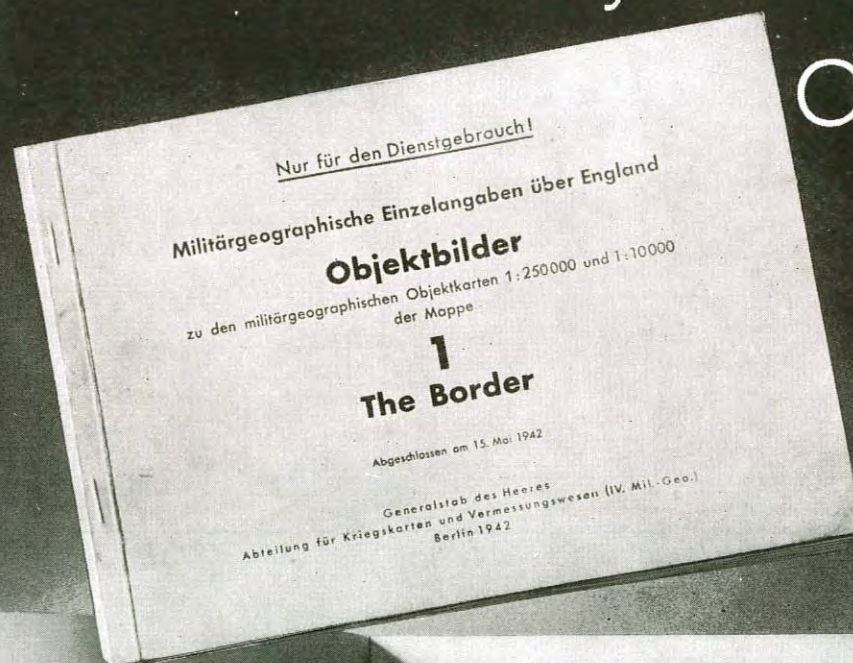 Nur für den Dienstgebrauch!
Militärgeographische Einzelangaben über England
Objektbilder
zu den militärgeographischen Objektkarten 1:250000 und 1:10000
der Mappe
1
The Border
Abgeschlossen am 15. Mai 1942
Generalstab des Heeres
Abteilung für Kriegskarten und Vermessungswesen (IV. Mil.-Geo.)
Berlin 1942